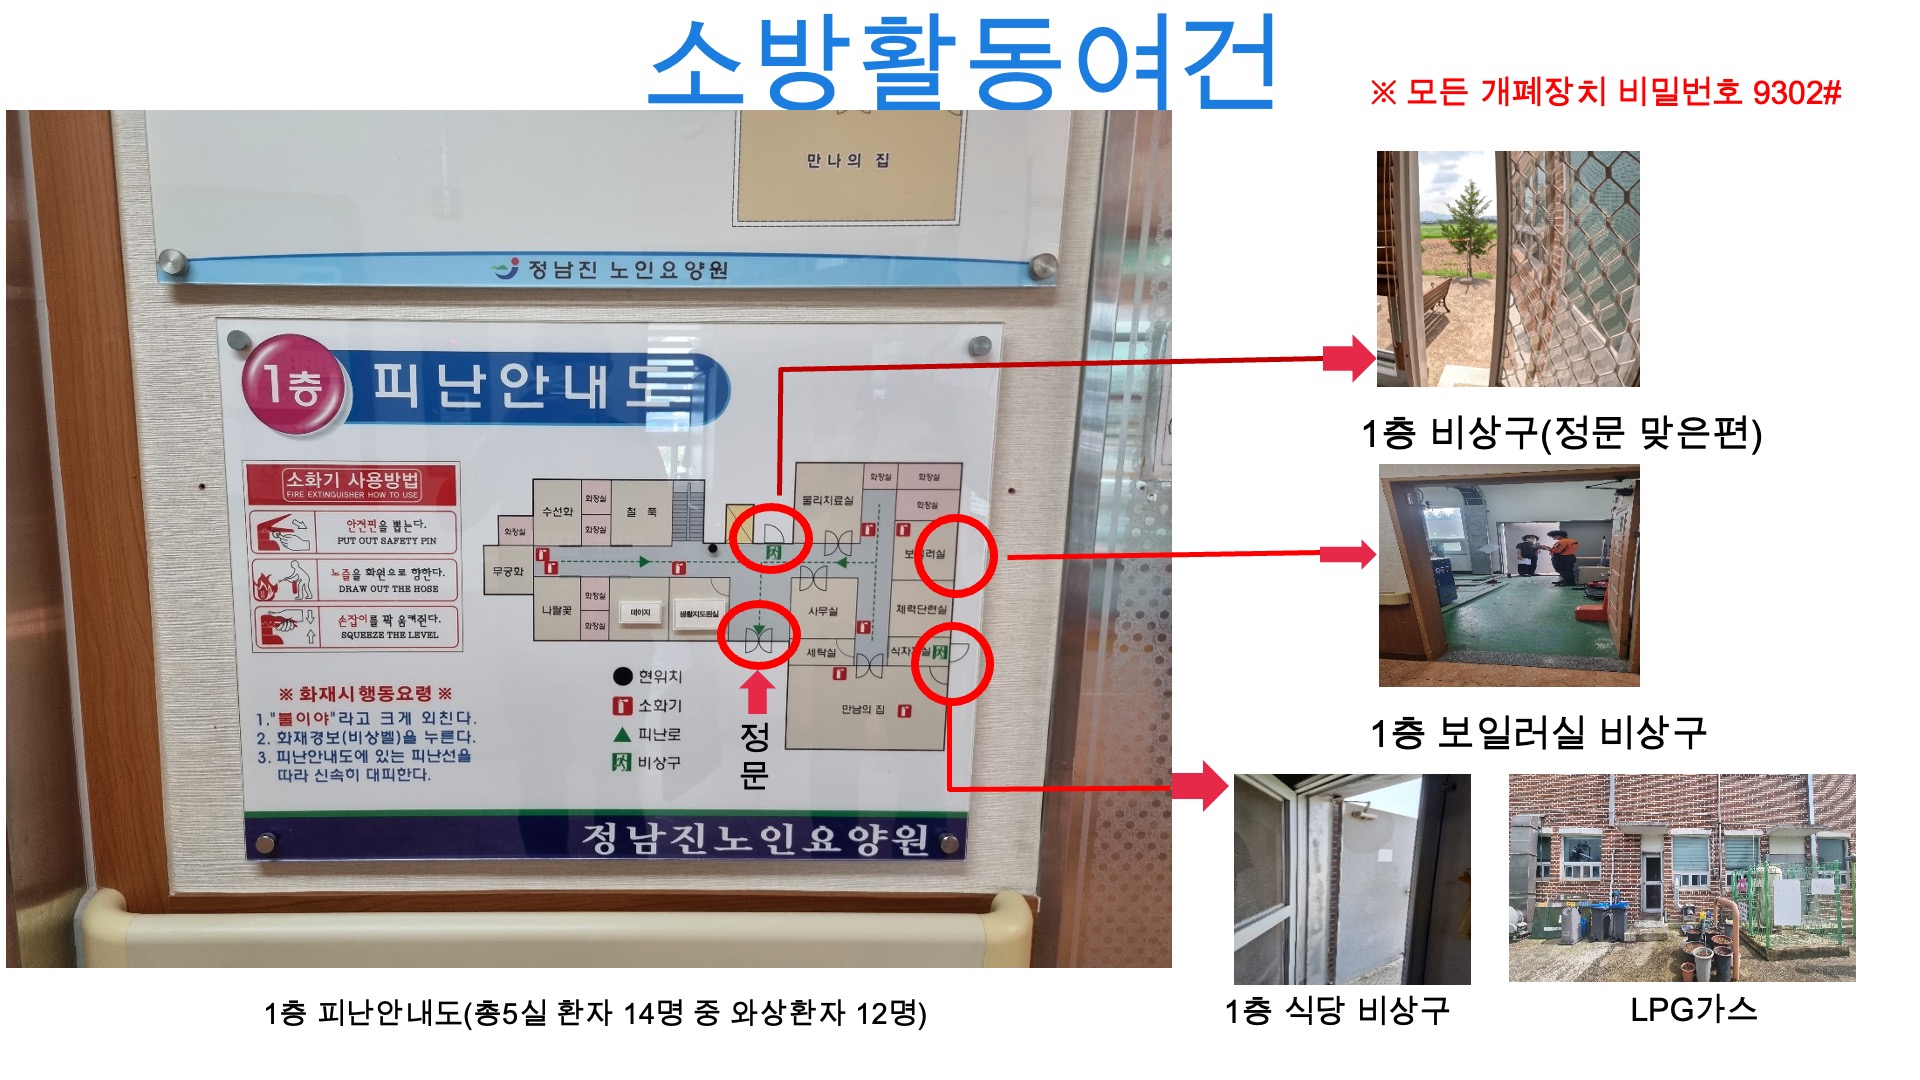 소방활동여건
※ 모든 개폐장치 비밀번호 9302#
만나의 집
정남진 노인요양원
1층 피난안내도
소화기 사용방법
FIRE EXTINGUISHER HOW TO USE
안전핀을 뽑는다.
PUT OUT SAFETY PIN
노즐을 화원으로 향한다.
DRAW OUT THE HOSE
손잡이를 꽉 움켜쥔다.
SQUEEZE THE LEVEL
※ 화재시행동요령 ※
1."불이야"라고 크게 외친다.
2. 화재경보(비상벨)을 누른다.
3. 피난안내도에 있는 피난선을
따라 신속히 대피한다.
수선화
화장실
화장실
철 쭉
화장실
무궁화
나팔꽃
화장실
화장실
데이지
생활지도원실
물리치료실
화장실
화장실
화장실
보일러실
사무실
체력단련실
세탁실
만남의 집
현위치
소화기
피난로
비상구
정문
정남진노인요양원
1층 피난안내도(총5실 환자 14명 중 와상환자 12명)
1층 비상구(정문 맞은편)
1층 보일러실 비상구
1층 식당 비상구
LPG가스